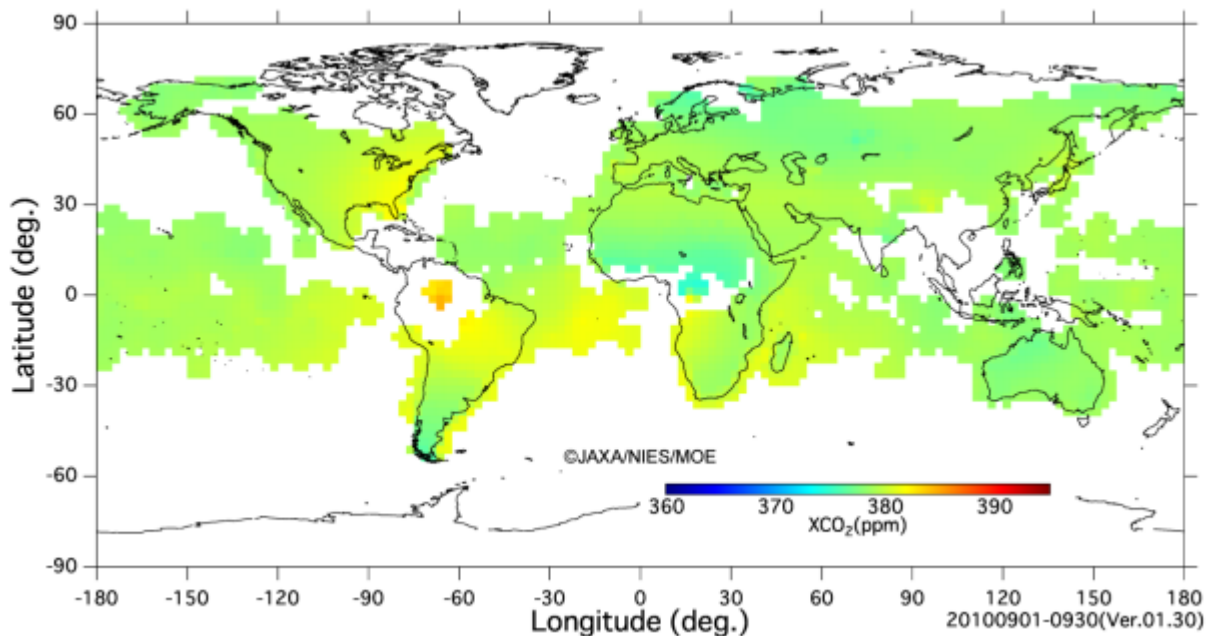 90
60
30
0
-30
-60
-90
Latitude (deg.)
©JAXA/NIES/MOE
360 370 380 390
XCO₂(ppm)
-180 -150 -120 -90 -60 -30 0 30 60 90 120 150 180
Longitude (deg.)
20100901-0930(Ver.01.30)